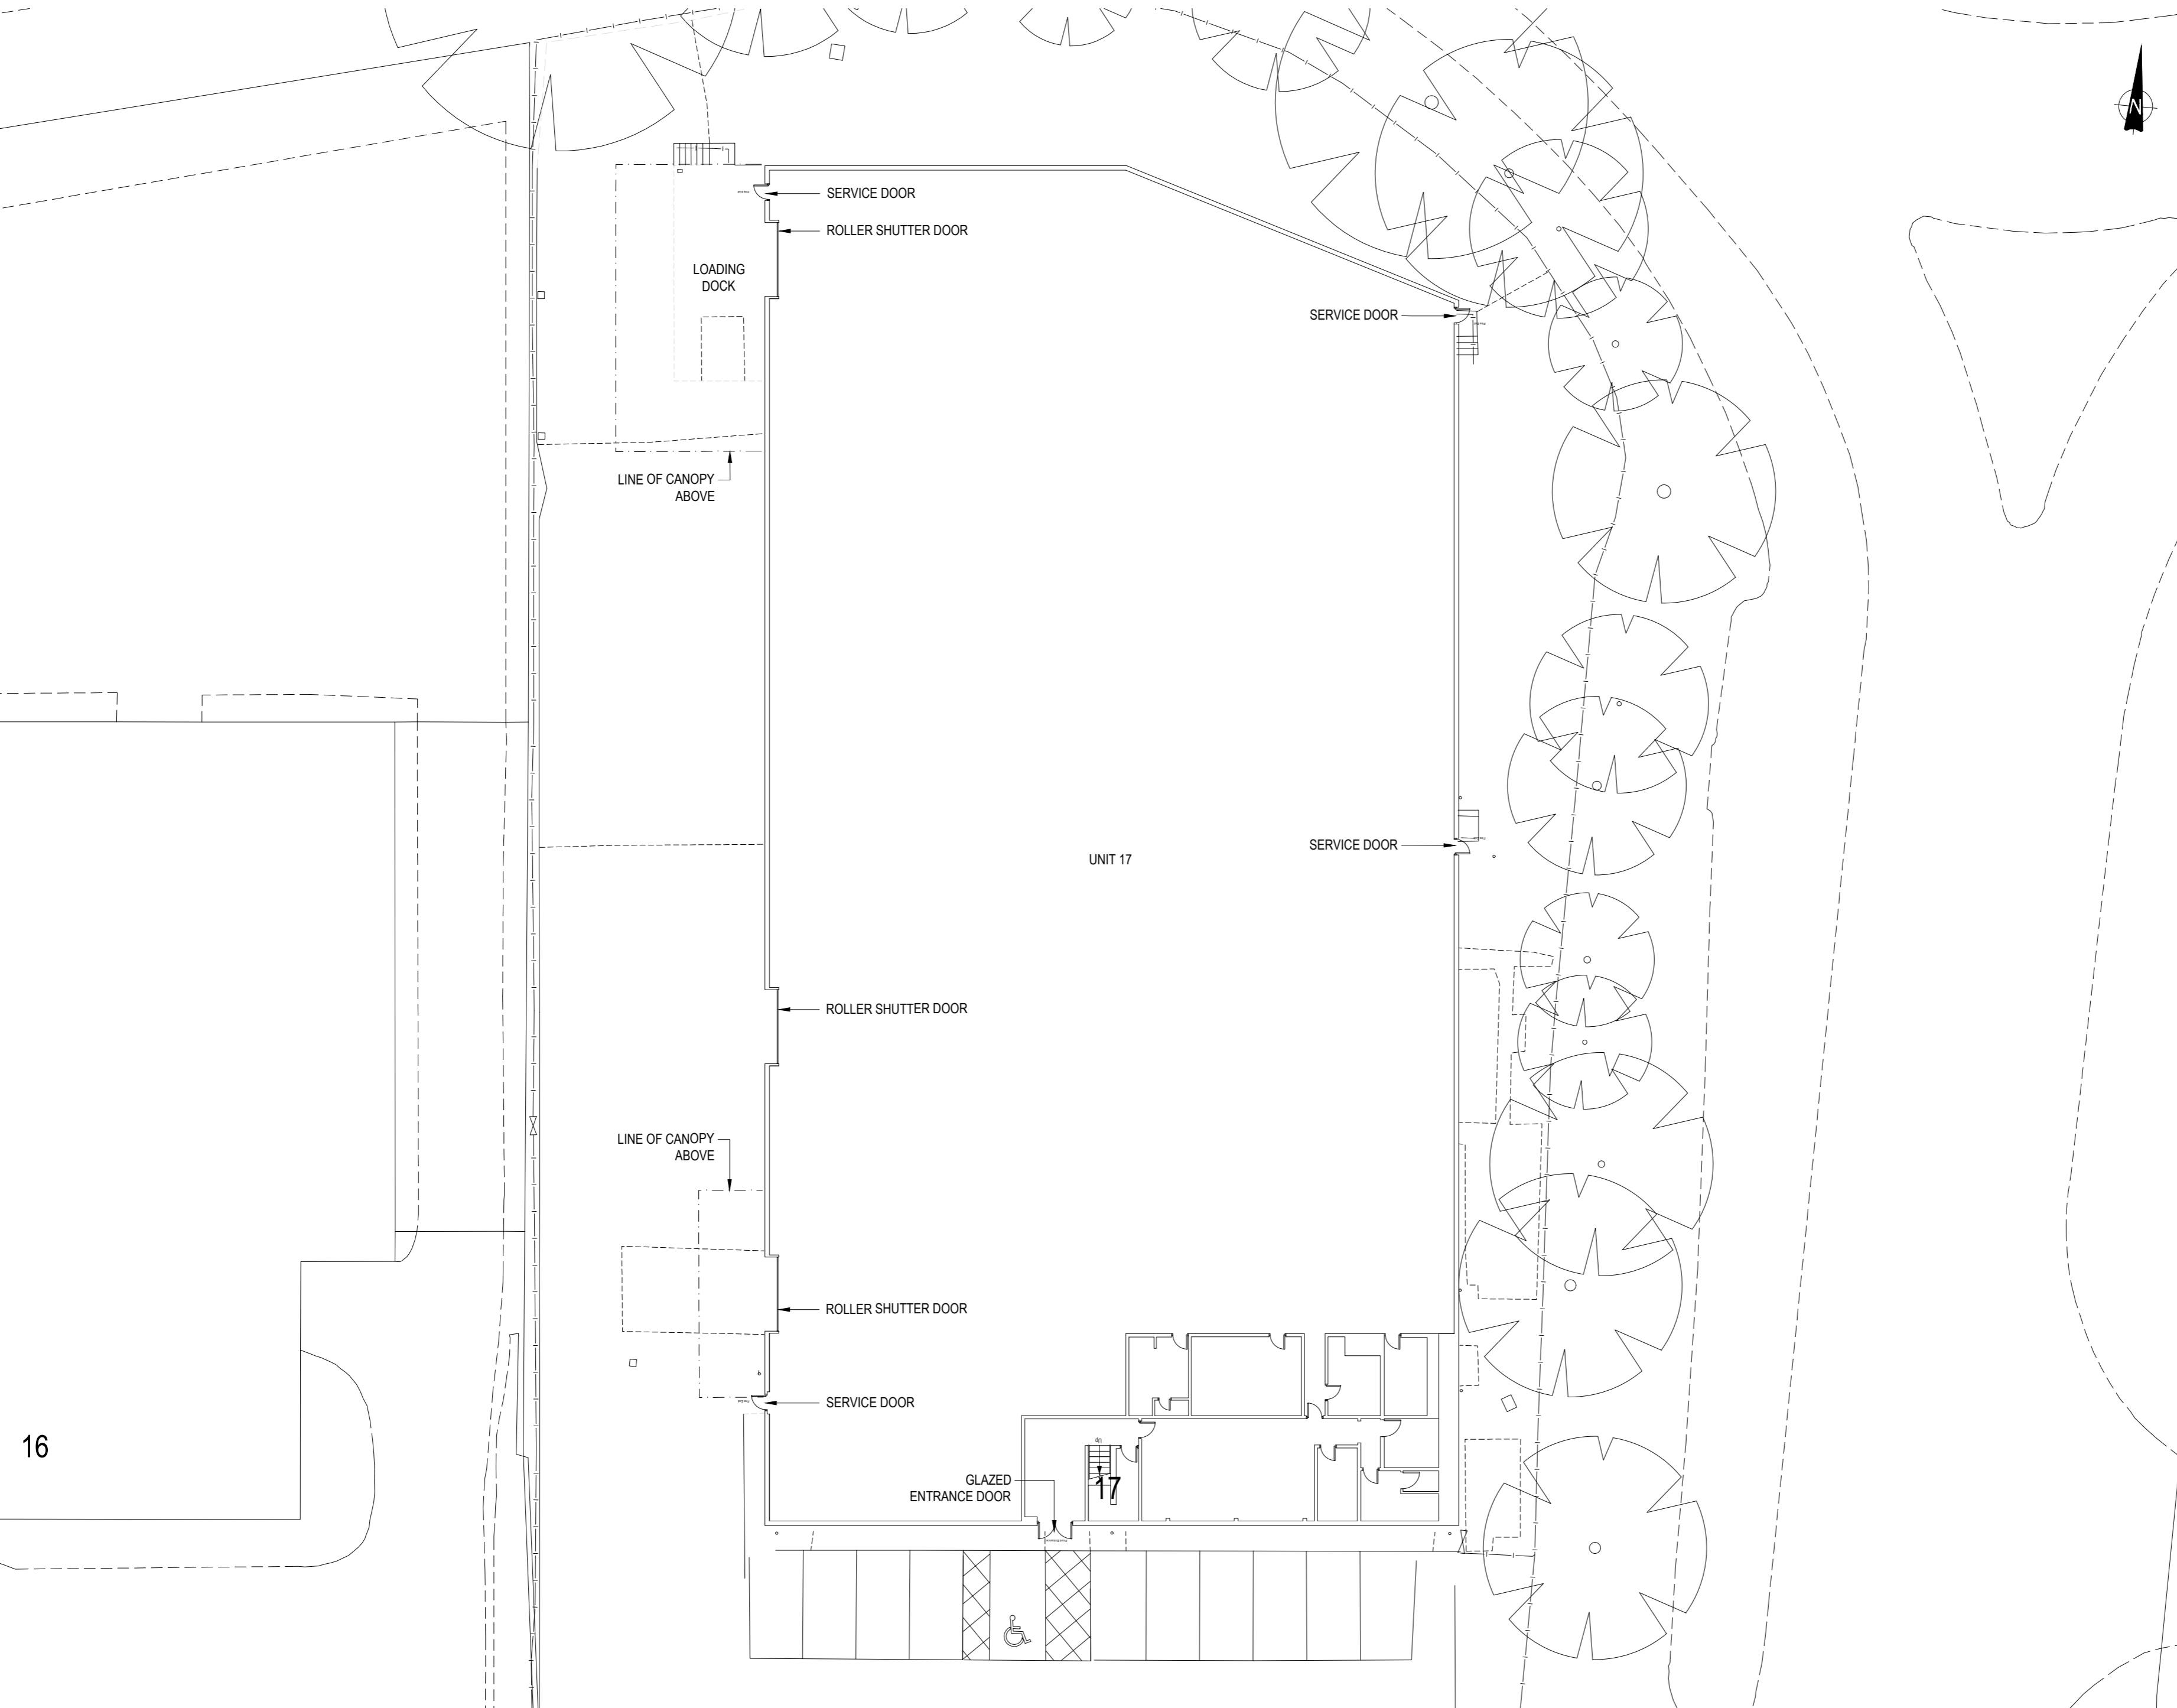 N
SERVICE DOOR
ROLLER SHUTTER DOOR
LOADING
DOCK
SERVICE DOOR
LINE OF CANOPY
ABOVE
UNIT 17
SERVICE DOOR
ROLLER SHUTTER DOOR
LINE OF CANOPY
ABOVE
ROLLER SHUTTER DOOR
SERVICE DOOR
16
Up
17
GLAZED
ENTRANCE DOOR